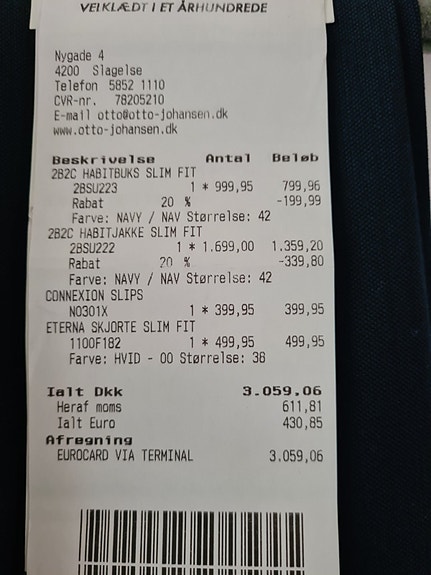 VELKLÆDT I ET ÅRHUNDREDE
Nygade 4
4200 Slagelse
Telefon 5852 1110
CVR-nr. 78205210
E-mail otto@otto-johansen.dk
www.otto-johansen.dk
Beskrivelse Antal Beløb
2B2C HABITBUKS SLIM FIT
2BSU223 1 * 999,95 799,96
Rabat 20 % -199,99
Farve: NAVY / NAV Størrelse: 42
2B2C HABITJAKKE SLIM FIT
2BSU222 1 * 1.699,00 1.359,20
Rabat 20 % -339,80
Farve: NAVY / NAV Størrelse: 42
CONNEXION SLIPS
NO301X 1 * 399,95 399,95
ETERNA SKJORTE SLIM FIT
1100F182 1 * 499,95 499,95
Farve: HVID - 00 Størrelse: 38
Ialt Dkk 3.059,06
Heraf moms 611,81
Ialt Euro 430,85
Afregning
EUROCARD VIA TERMINAL 3.059,06